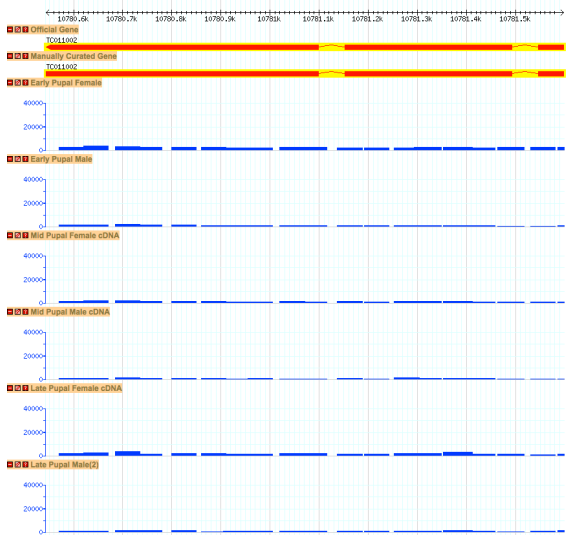 10780.6k 10780.7k 10780.8k 10780.9k 10781k 10781.1k 10781.2k 10781.3k 10781.4k 10781.5k
Official Gene
TC011002
Manually Curated Gene
TC011002
Early Pupal Female
40000
20000
0
Early Pupal Male
40000
20000
0
Mid Pupal Female cDNA
40000
20000
0
Mid Pupal Male cDNA
40000
20000
0
Late Pupal Female cDNA
40000
20000
0
Late Pupal Male(2)
40000
20000
0